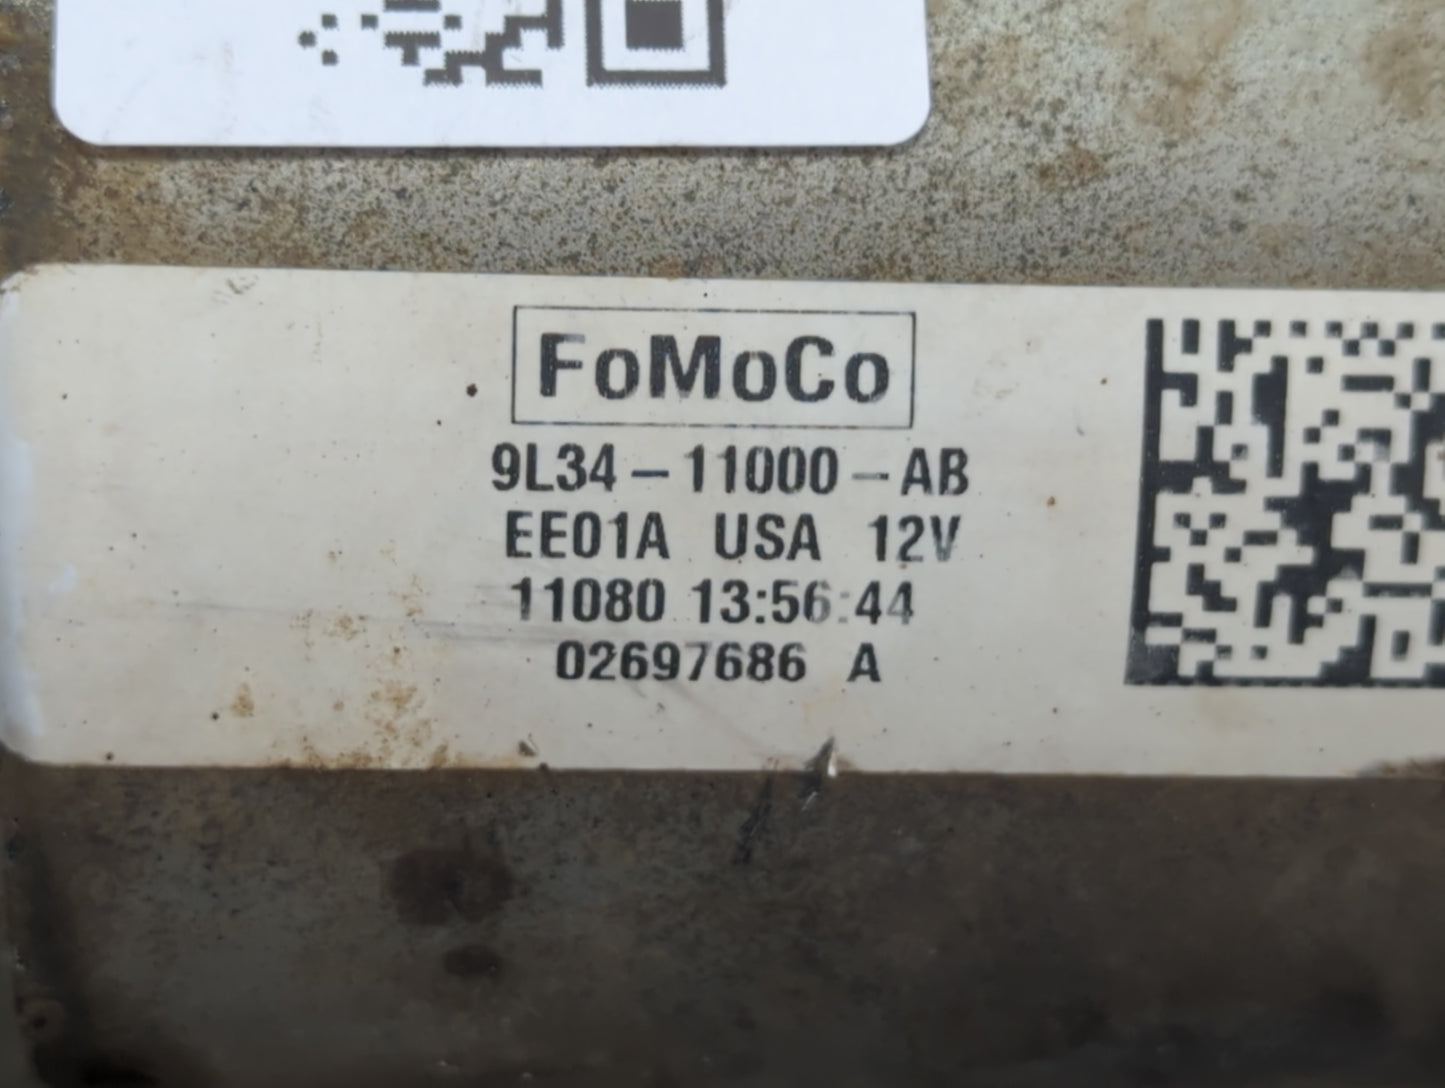 FoMoCo
9L34-11000-AB
EE01A USA 12V
11080 13:56:44
02697686 A